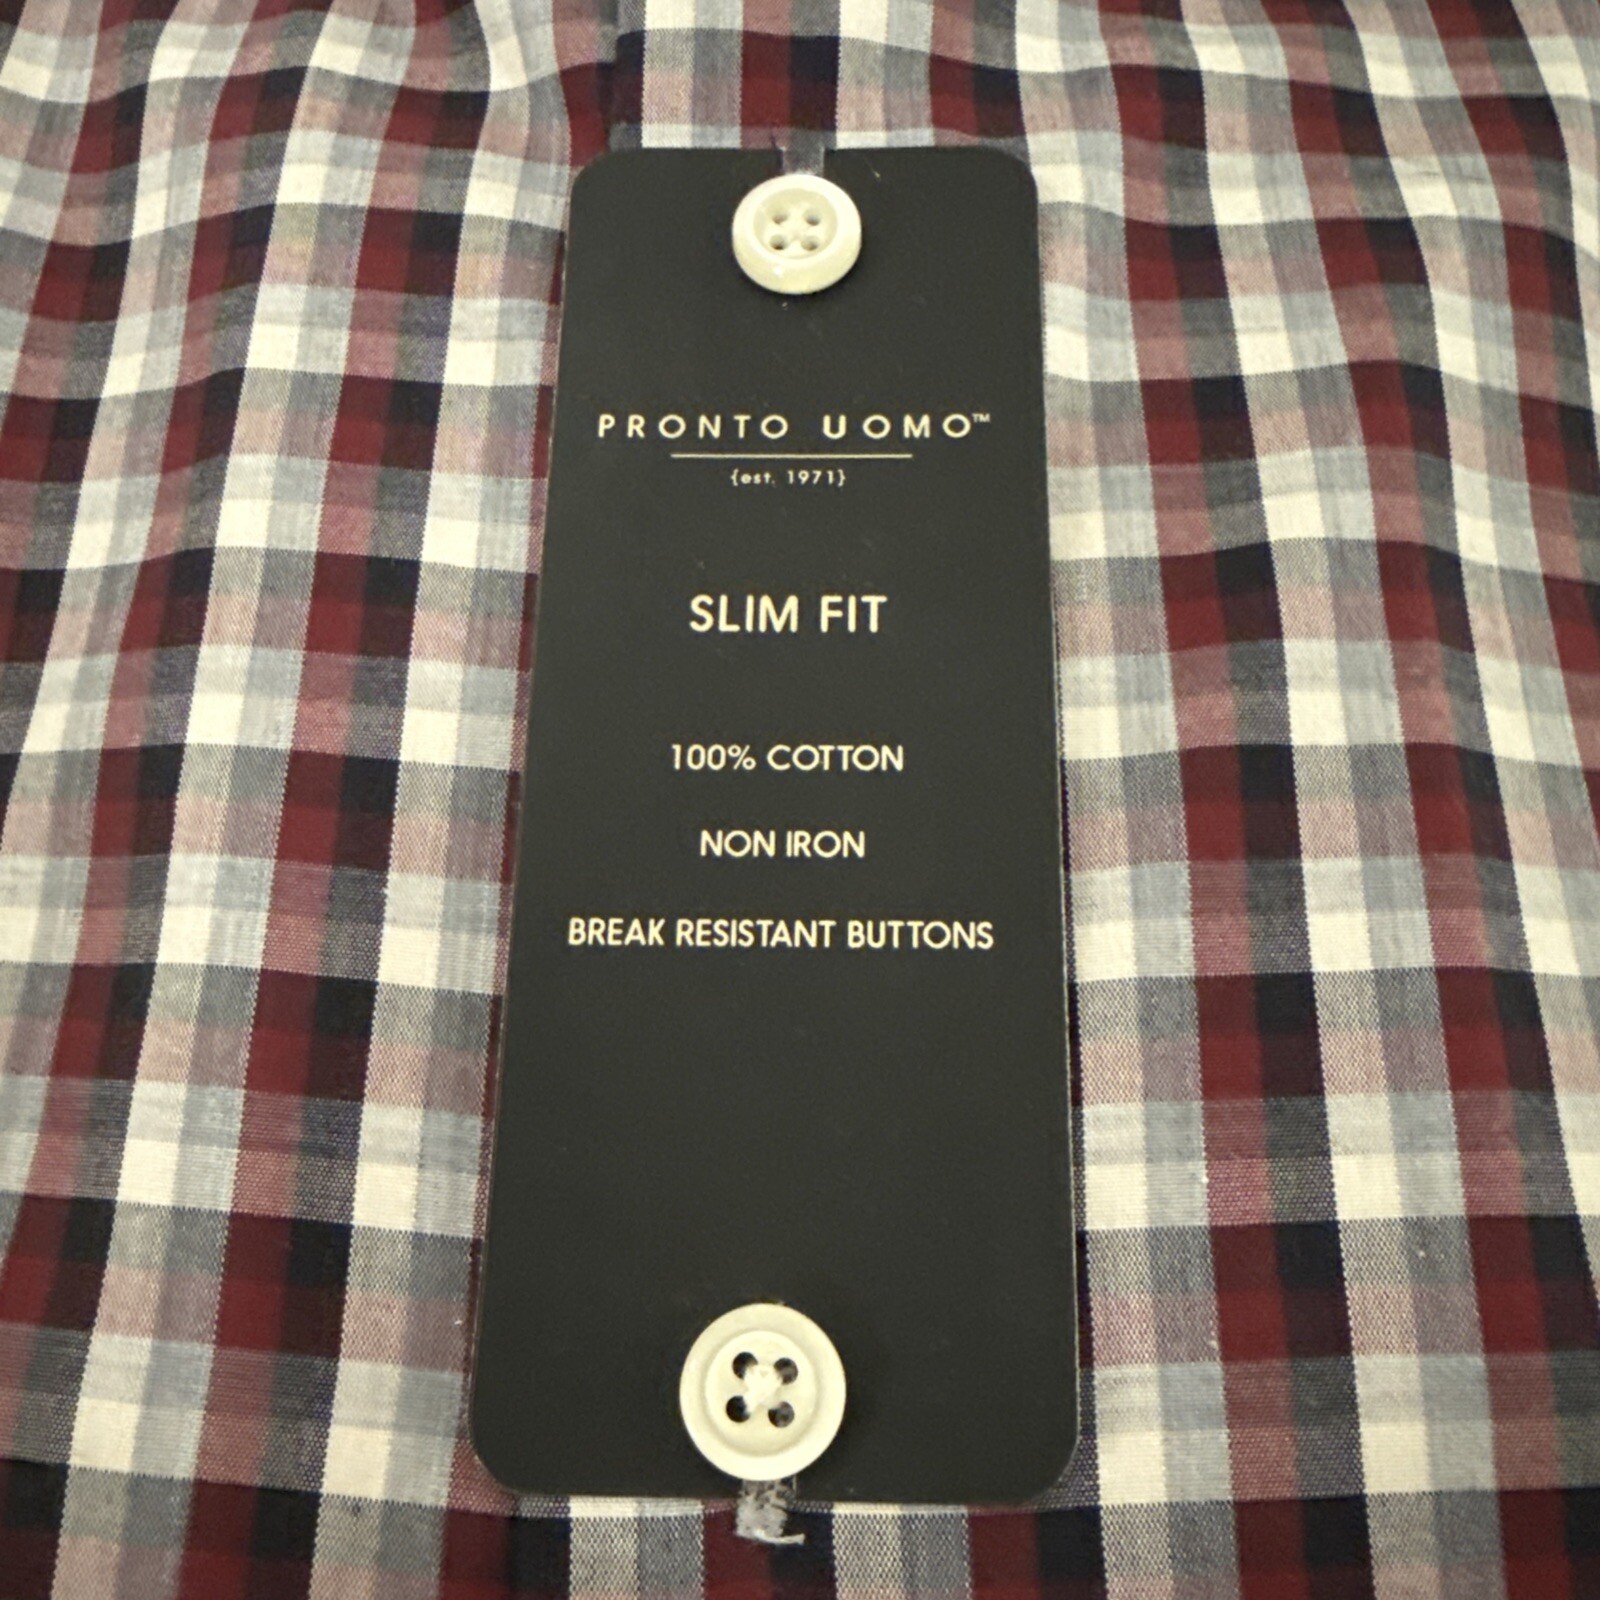 PRONTO UOMO™
{est. 1971}
SLIM FIT
100% COTTON
NON IRON
BREAK RESISTANT BUTTONS